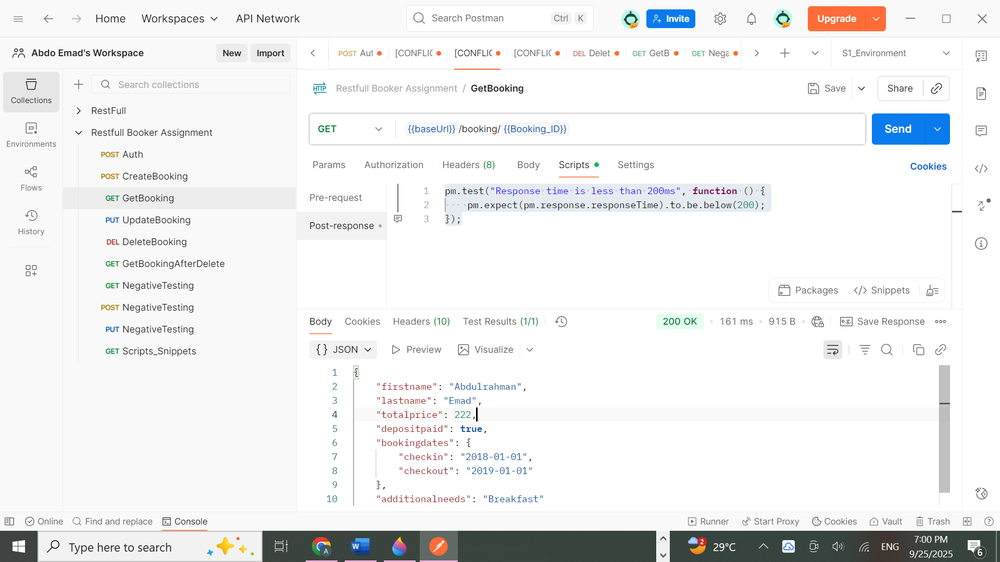 Home
Workspaces
API Network
Search Postman
Ctrl K
Invite
Upgrade
Abdo Emad's Workspace
New
Import
POST Aut
[CONFLIC
[CONFLIC
[CONFLIC
DEL Delet
GET GetB
GET Nega
S1_Environment
Collections
Environments
Flows
History
Search collections
RestFull
Restfull Booker Assignment
POST Auth
POST CreateBooking
GET GetBooking
PUT UpdateBooking
DEL DeleteBooking
GET GetBookingAfterDelete
GET NegativeTesting
POST NegativeTesting
PUT NegativeTesting
GET Scripts_Snippets
HTTP Restfull Booker Assignment / GetBooking
Save
Share
GET
{{baseUrl}} /booking/ {{Booking_ID}}
Send
Params
Authorization
Headers (8)
Body
Scripts
Settings
Cookies
Pre-request
Post-response
1 pm.test("Response time is less than 200ms", function () {
2 pm.expect(pm.response.responseTime).to.be.below(200);
3 });
Packages
Snippets
Body
Cookies
Headers (10)
Test Results (1/1)
200 OK
161 ms
915 B
e.g. Save Response
{} JSON
Preview
Visualize
1 {
2 "firstname": "Abdulrahman",
3 "lastname": "Emad",
4 "totalprice": 222,
5 "depositpaid": true,
6 "bookingdates": {
7 "checkin": "2018-01-01",
8 "checkout": "2019-01-01"
9 },
10 "additionalneeds": "Breakfast"
Online
Find and replace
Console
Runner
Start Proxy
Cookies
Vault
Trash
Type here to search
A
W
2
29°C
ENG
7:00 PM
9/25/2025
6